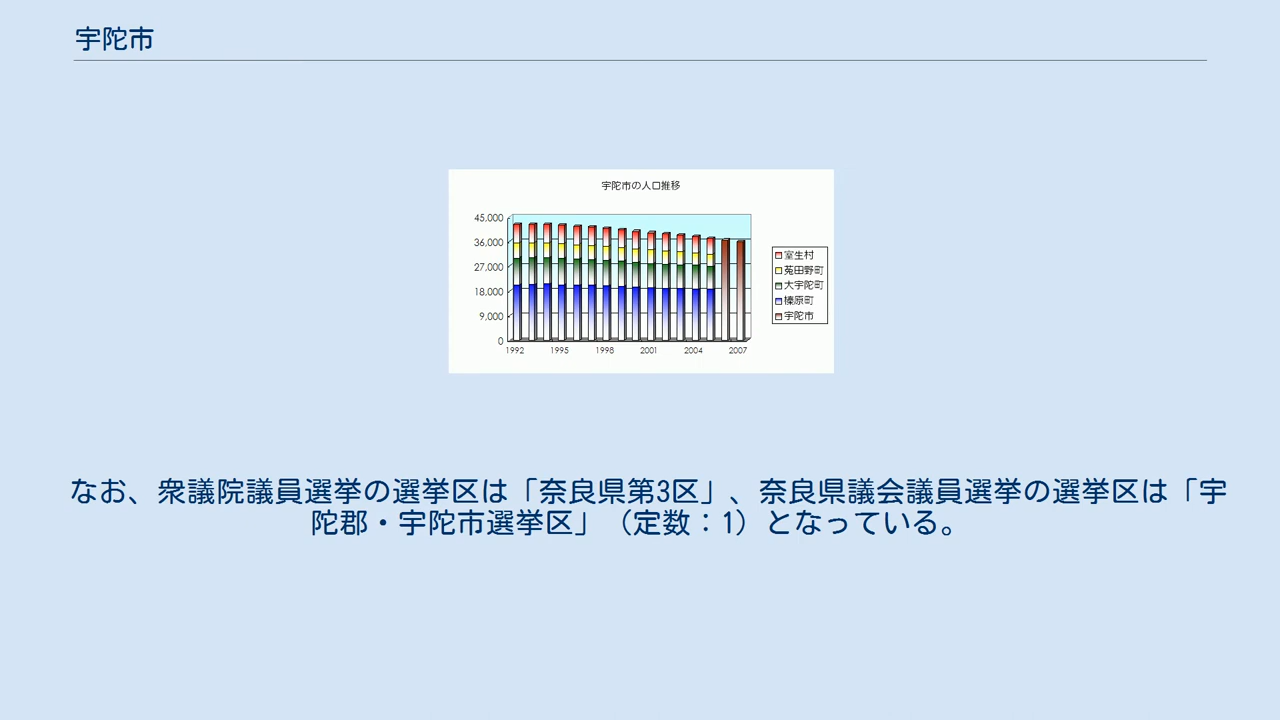 宇陀市
宇陀市の人口推移
45,000
36,000
27,000
18,000
9,000
0
1992 1995 1998 2001 2004 2007
室生村
菟田野町
大宇陀町
榛原町
宇陀市
なお、衆議院議員選挙の選挙区は「奈良県第3区」、奈良県議会議員選挙の選挙区は「宇
陀郡・宇陀市選挙区」（定数：1）となっている。